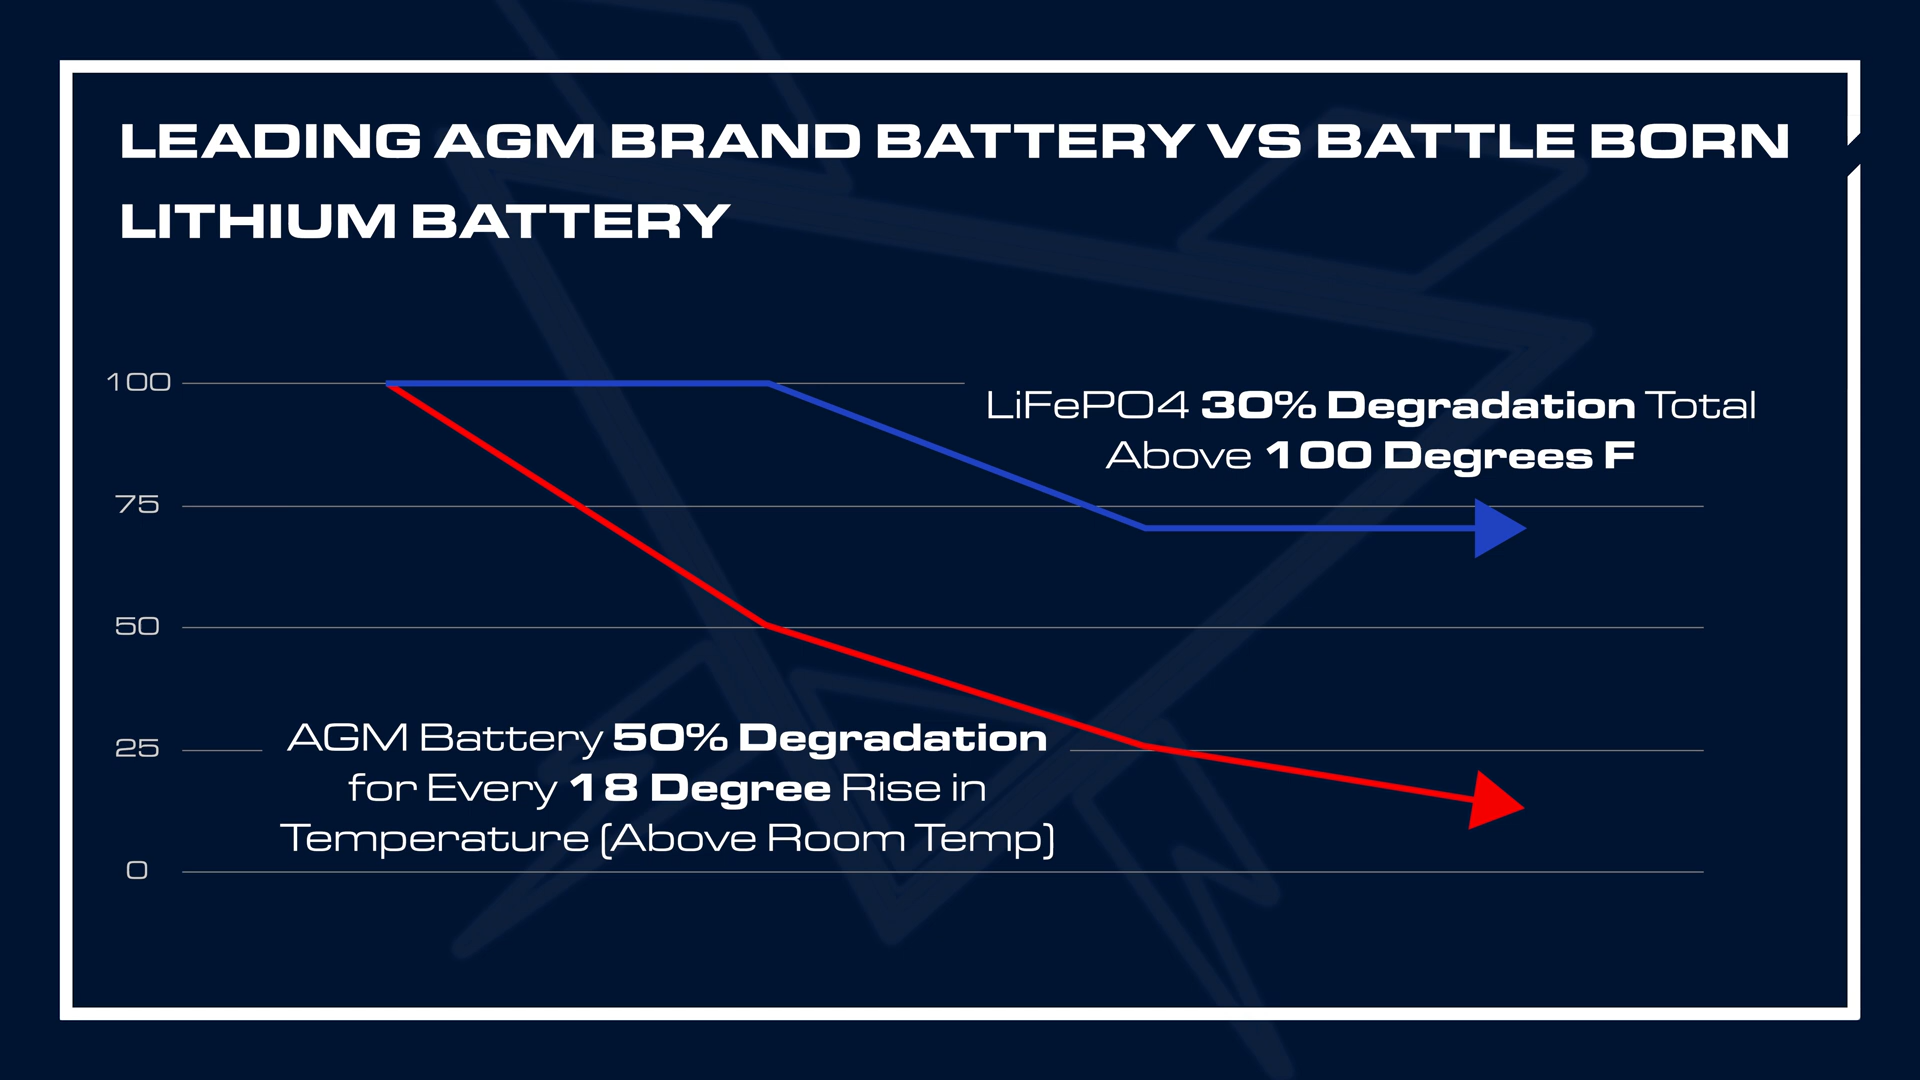 LEADING AGM BRAND BATTERY VS BATTLE BORN
LITHIUM BATTERY
100
LiFePO4 30% Degradation Total
Above 100 Degrees F
75
50
25
AGM Battery 50% Degradation
for Every 18 Degree Rise in
Temperature (Above Room Temp)
0